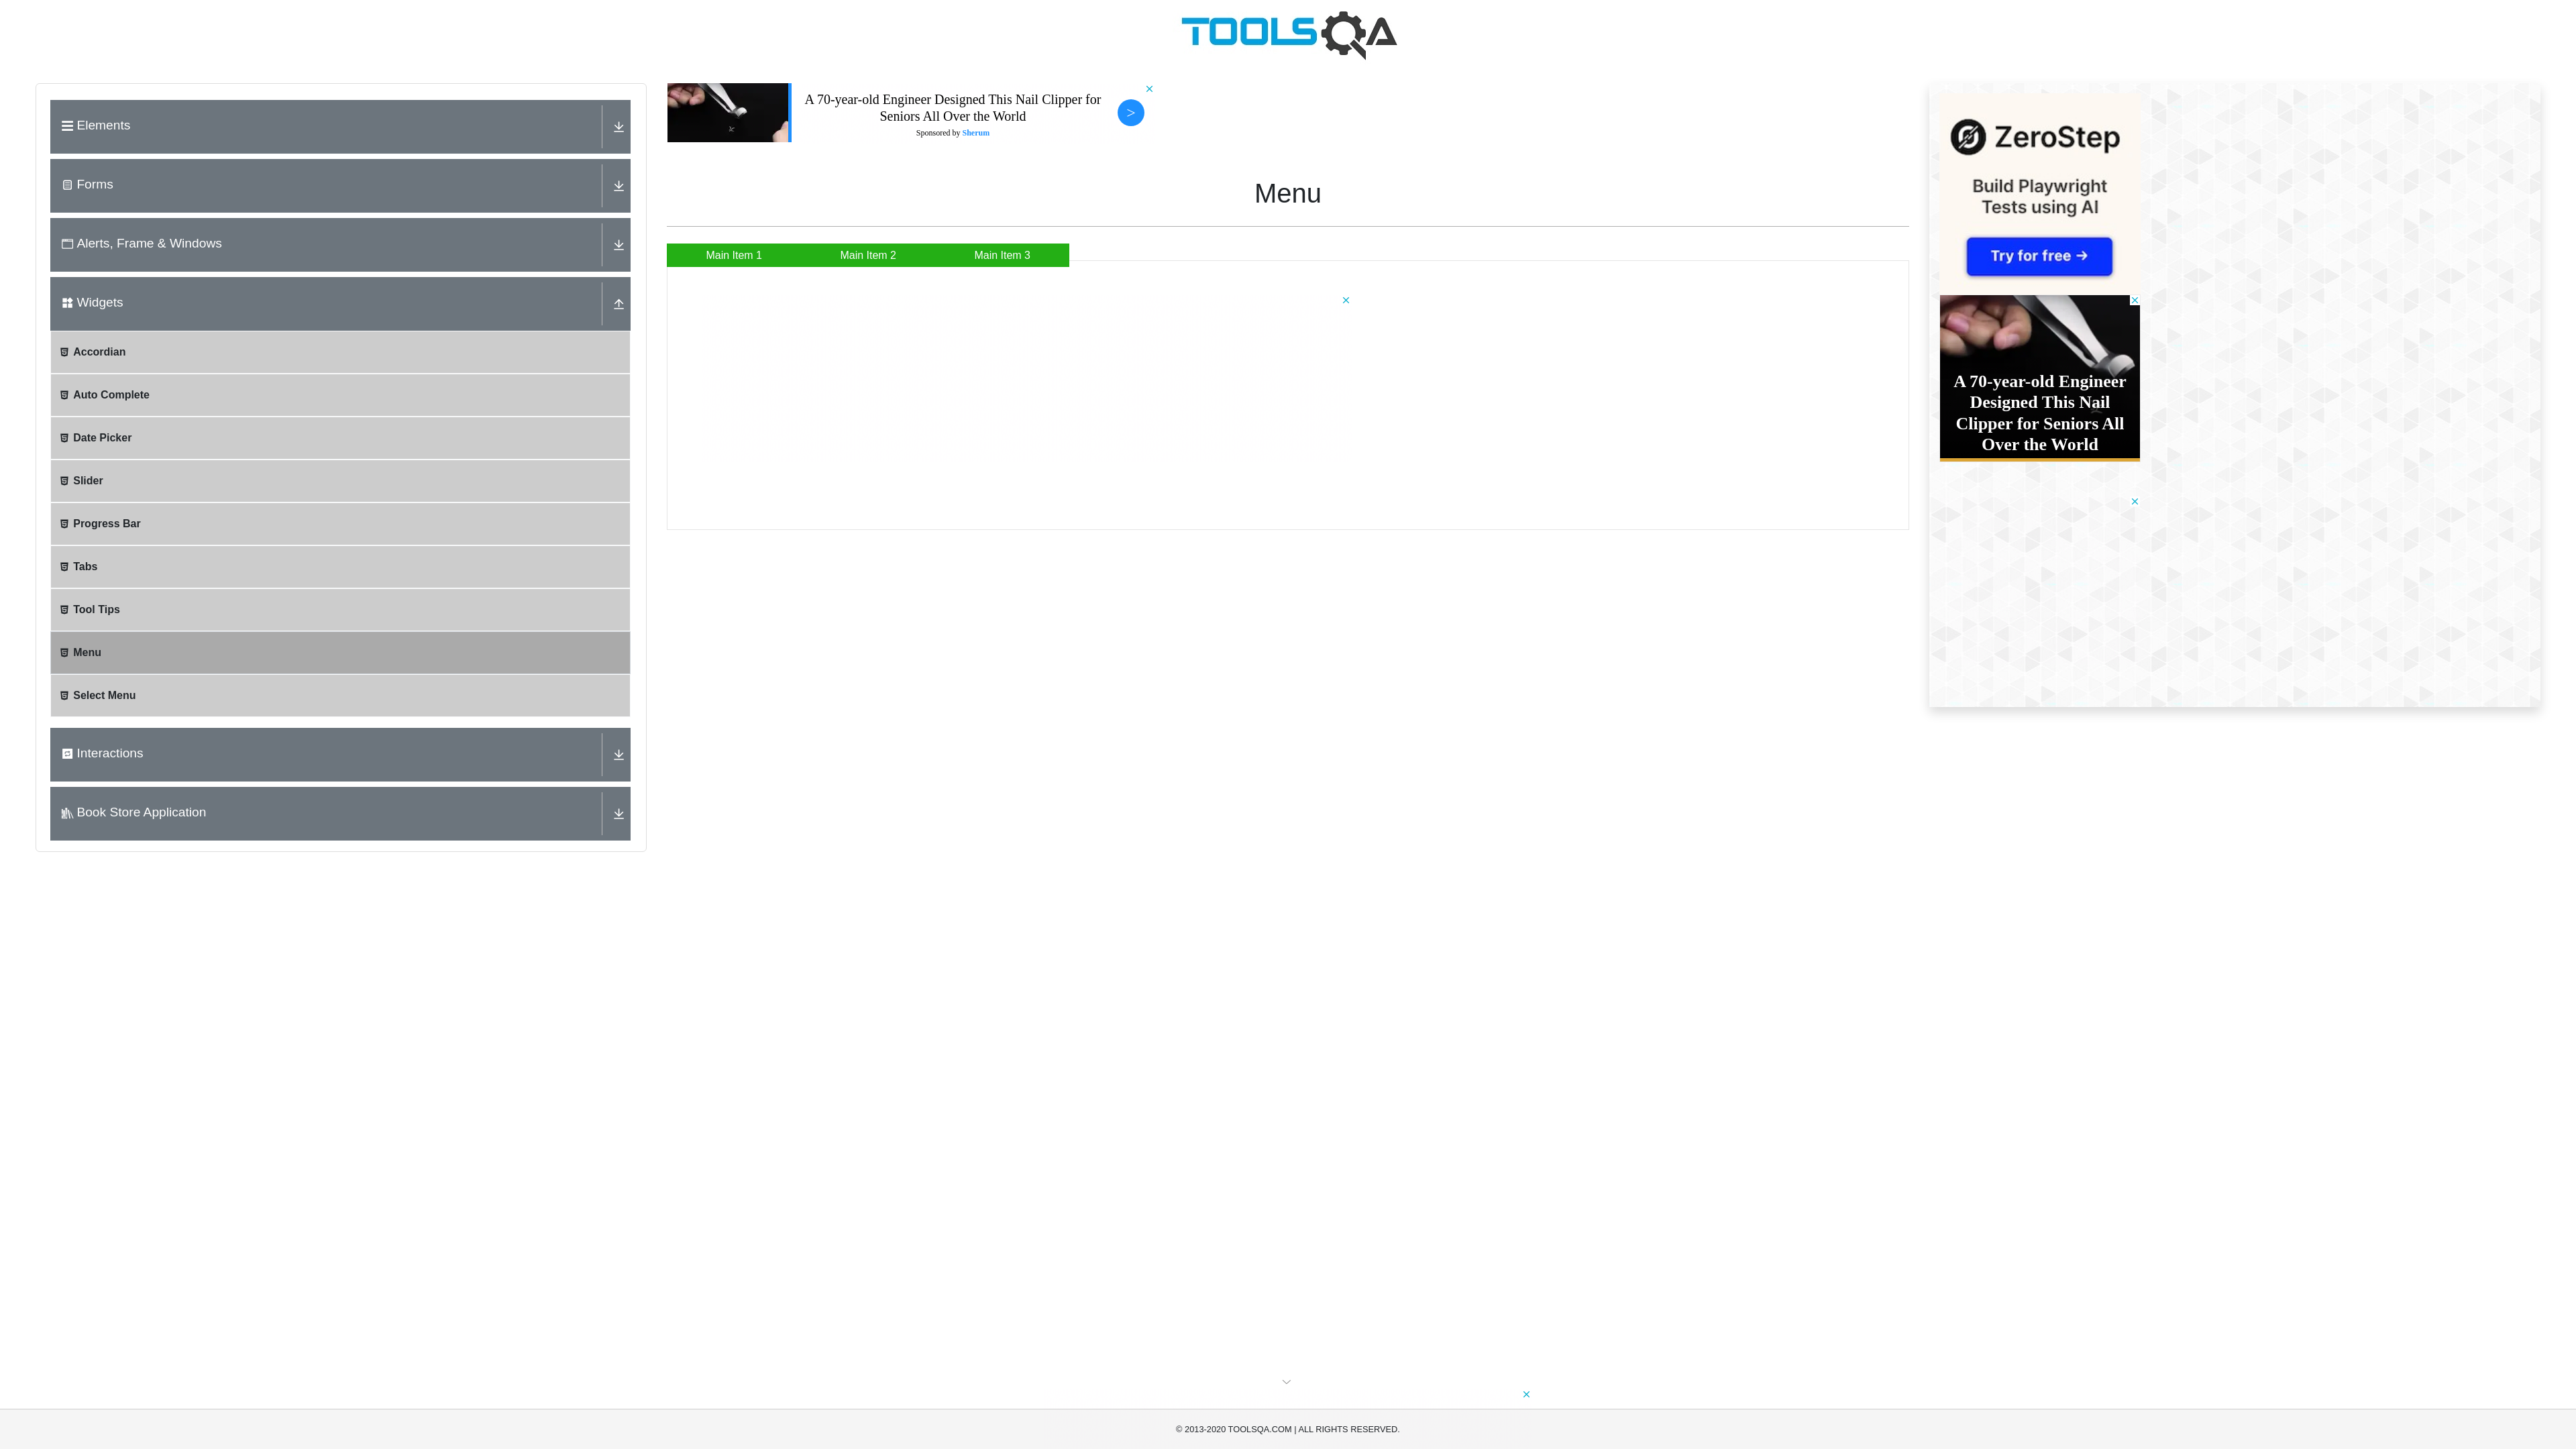 TOOLSQA
Elements
Forms
Alerts, Frame & Windows
Widgets
Accordian
Auto Complete
Date Picker
Slider
Progress Bar
Tabs
Tool Tips
Menu
Select Menu
Interactions
Book Store Application
A 70-year-old Engineer Designed This Nail Clipper for
Seniors All Over the World
Sponsored by Sherum
>
Menu
Main Item 1
Main Item 2
Main Item 3
ZeroStep
Build Playwright
Tests using AI
Try for free →
A 70-year-old Engineer
Designed This Nail
Clipper for Seniors All
Over the World
© 2013-2020 TOOLSQA.COM | ALL RIGHTS RESERVED.